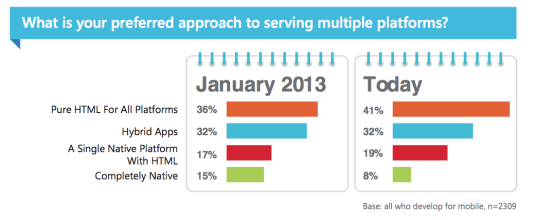 What is your preferred approach to serving multiple platforms?
January 2013
Today
Pure HTML For All Platforms 36% 41%
Hybrid Apps 32% 32%
A Single Native Platform
With HTML 17% 19%
Completely Native 15% 8%
Base: all who develop for mobile, n=2309